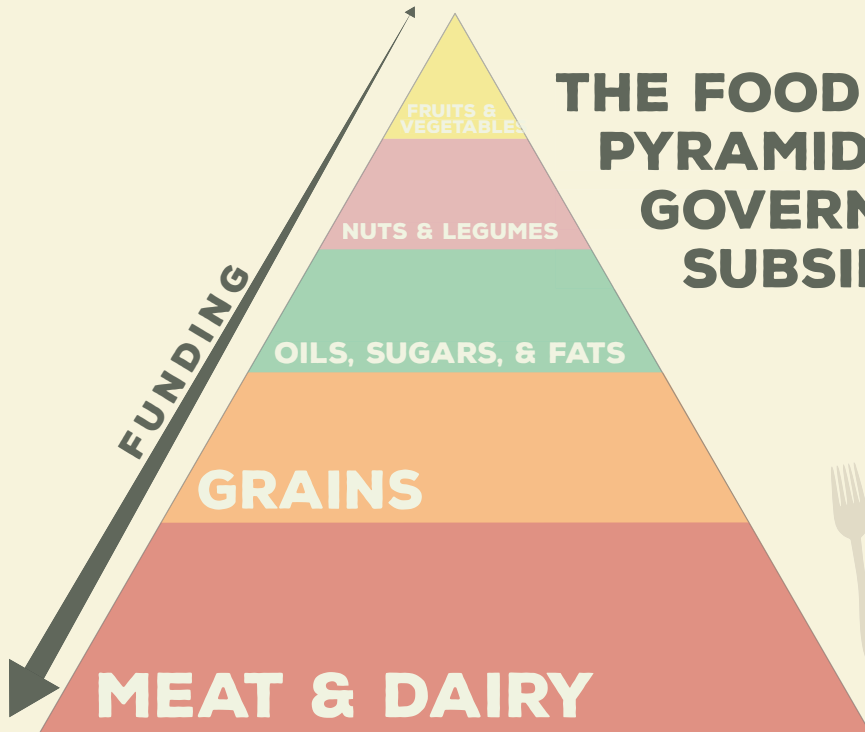 THE FOOD
PYRAMID
GOVERN
SUBSI
FRUITS &
VEGETABLES
NUTS & LEGUMES
OILS, SUGARS, & FATS
GRAINS
MEAT & DAIRY
FUNDING